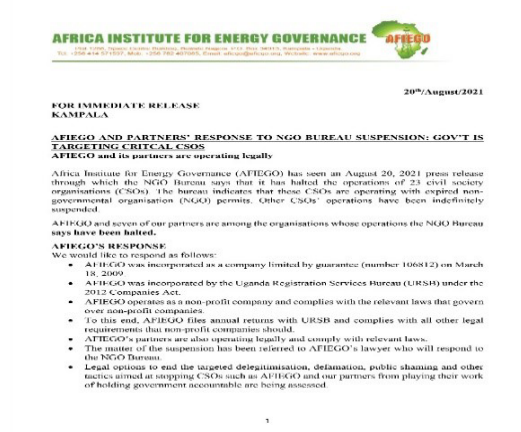 AFRICA INSTITUTE FOR ENERGY GOVERNANCE
AFIEGO
20th/August/2021
FOR IMMEDIATE RELEASE
KAMPALA
AFIEGO AND PARTNERS' RESPONSE TO NGO BUREAU SUSPENSION: GOV'T IS
TARGETING CRITCAL CSOS
AFIEGO and its partners are operating legally
Africa Institute for Energy Governance (AFIEGO) has seen an August 20, 2021 press release
through which the NGO Bureau says that it has halted the operations of 23 civil society
organisations (CSOs). The bureau indicates that these CSOs are operating with expired non-
governmental organisation (NGO) permits. Other CSOs' operations have been indefinitely
suspended.
AFIEGO and seven of our partners are among the organisations whose operations the NGO Bureau
says have been halted.
AFIEGO'S RESPONSE
We would like to respond as follows:
• AFIEGO was incorporated as a company limited by guarantee (number 106812) on March
18, 2009
• AFIEGO was incorporated by the Uganda Registration Services Bureau (URSB) under the
2012 Companies Act.
• AFIEGO operates as a non-profit company and complies with the relevant laws that govern
over non-profit companies.
• To this end, AFIEGO files annual returns with URSB and complies with all other legal
requirements that non-profit companies should.
• AFIEGO's partners are also operating legally and comply with relevant laws.
• The matter of the suspension has been referred to AFIEGO's lawyer who will respond to
the NGO Bureau.
• Legal options to end the targeted delegitimisation, defamation, public shaming and other
tactics aimed at stopping CSOs such as AFIEGO and our partners from playing their work
of holding government accountable are being assessed.
1